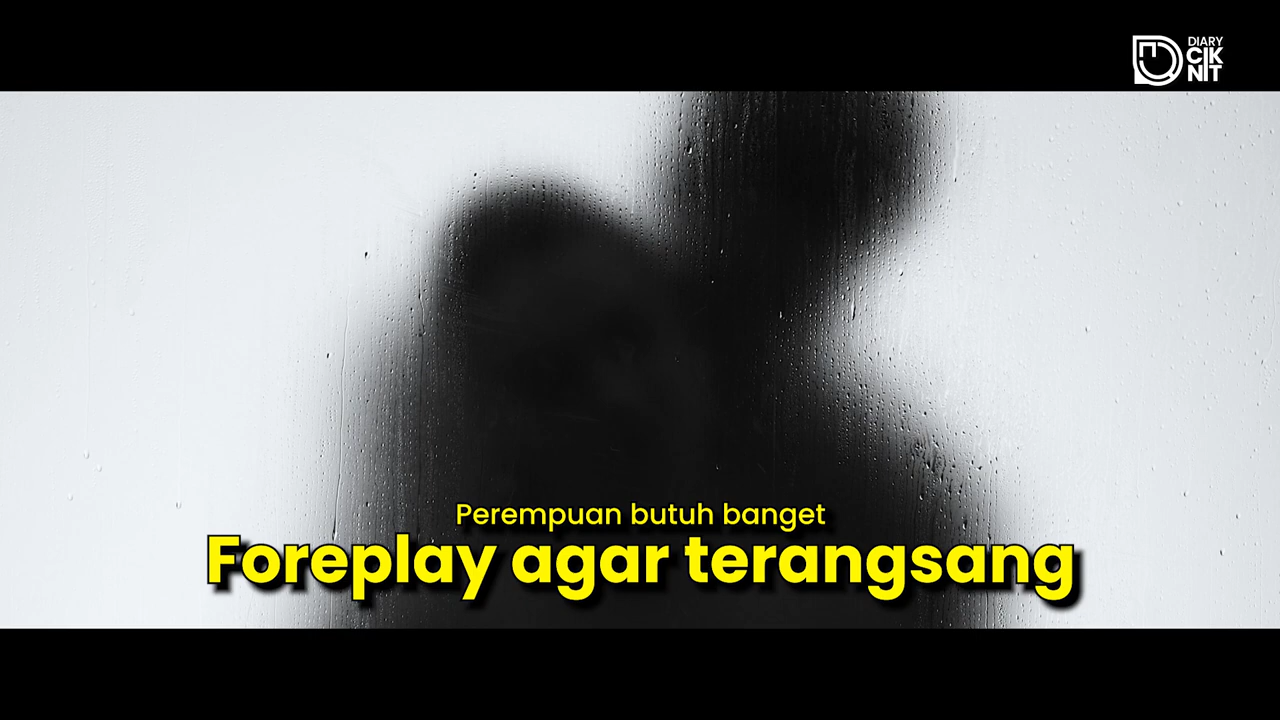 DIARY
CIK
NIT
Perempuan butuh banget
Foreplay agar terangsang